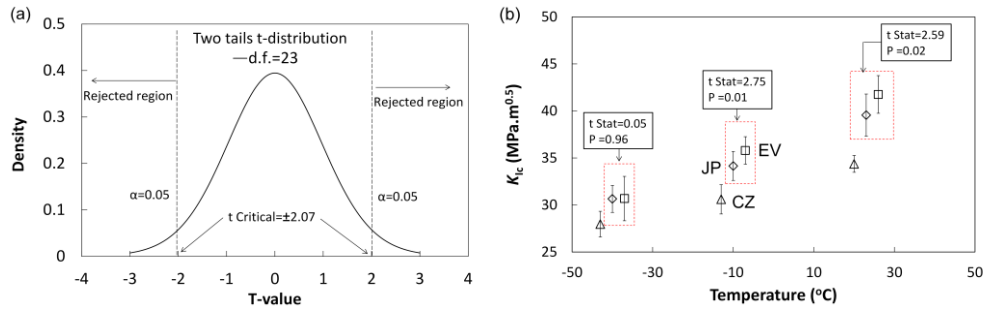 (a)
0.5
0.4
0.3
0.2
0.1
0
Density
Two tails t-distribution
d.f.=23
Rejected region
Rejected region
α=0.05
α=0.05
t Critical=±2.07
-4 -3 -2 -1 0 1 2 3 4
T-value
(b)
50
45
40
35
30
25
KIc (MPa.m0.5)
t Stat=2.59
P =0.02
t Stat=2.75
P =0.01
t Stat=0.05
P =0.96
EV
JP
CZ
-50 -30 -10 10 30 50
Temperature (oC)